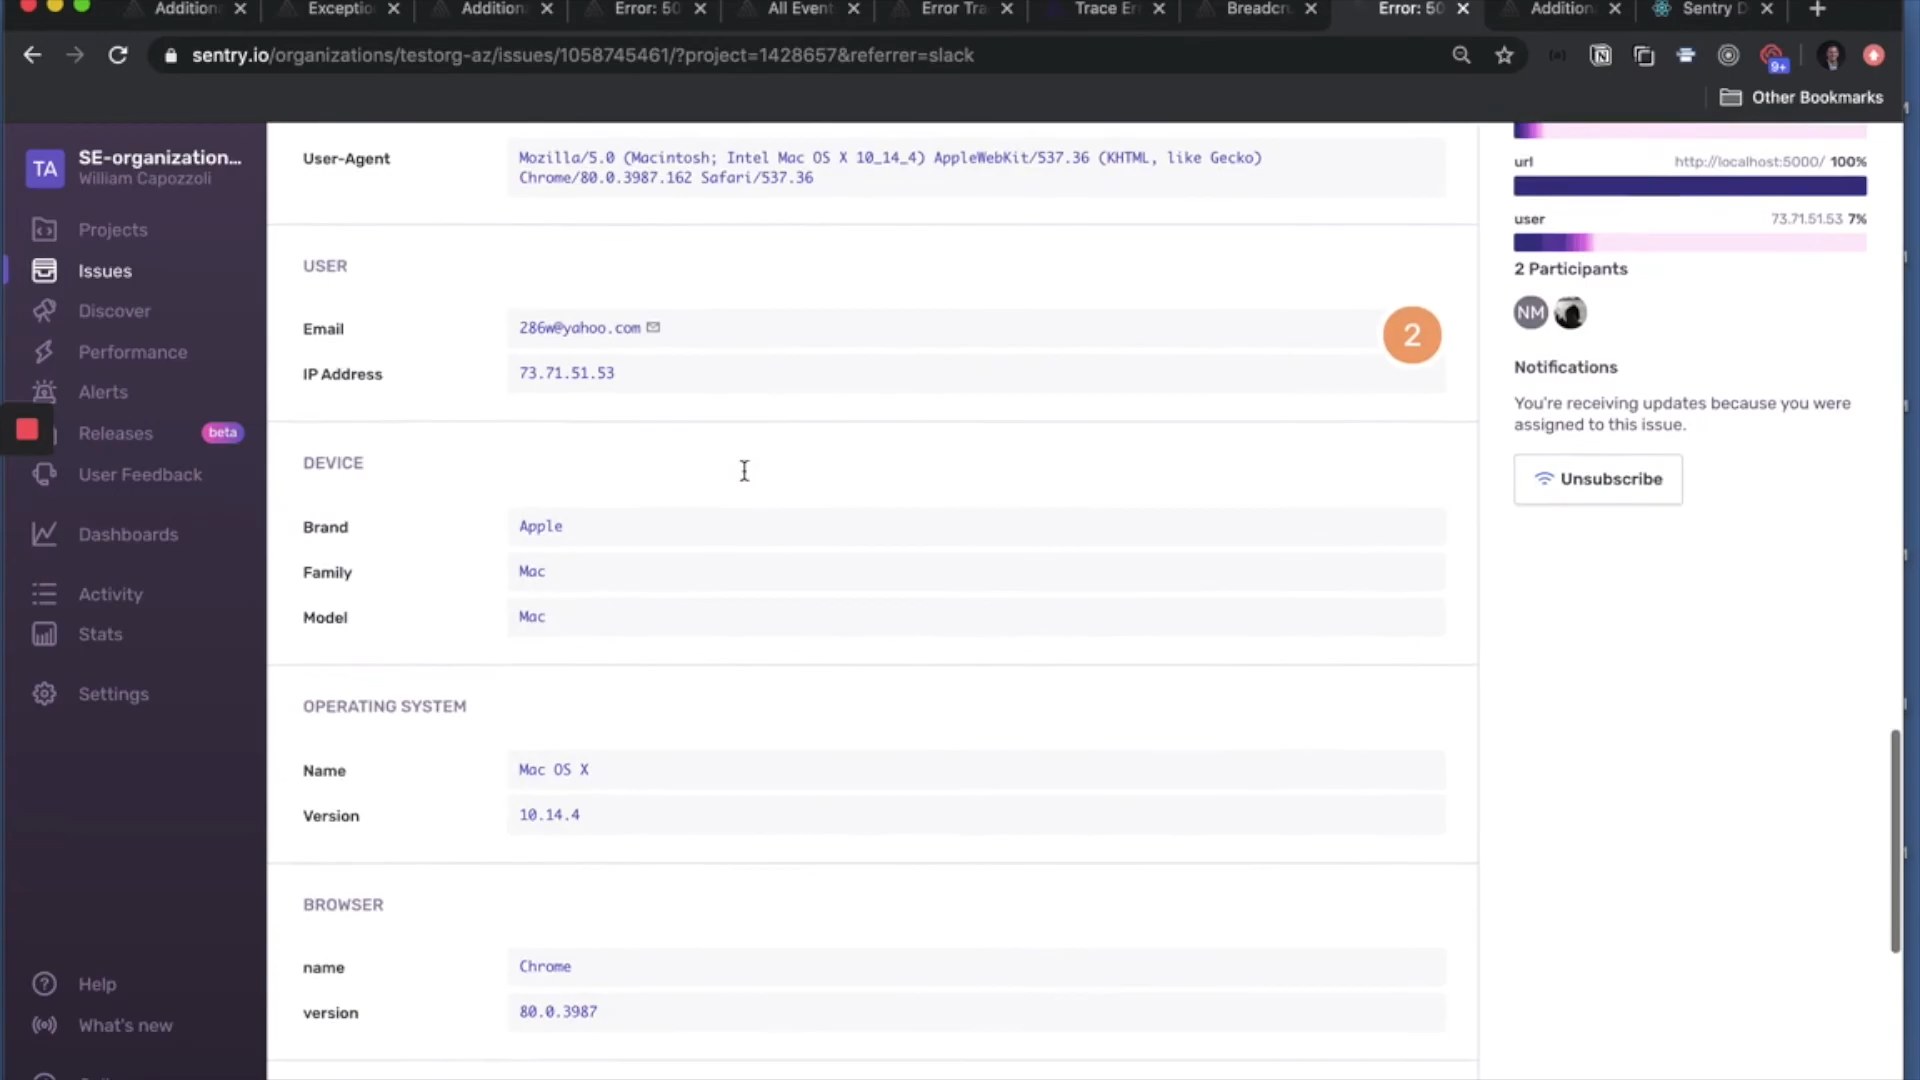 Addition
Exceptio
Addition
Error: 50
All Event
Error Tra
Trace Er
Breadcru
Error: 50
Addition
Sentry D
sentry.io/organizations/testorg-az/issues/1058745461/?project=1428657&referrer=slack
9+
Other Bookmarks
TA
SE-organization...
William Capozzoli
Projects
Issues
Discover
Performance
Alerts
Releases
beta
User Feedback
Dashboards
Activity
Stats
Settings
Help
What's new
User-Agent
Mozilla/5.0 (Macintosh; Intel Mac OS X 10_14_4) AppleWebKit/537.36 (KHTML, like Gecko)
Chrome/80.0.3987.162 Safari/537.36
USER
Email
286w@yahoo.com
2
IP Address
73.71.51.53
DEVICE
Brand
Apple
Family
Mac
Model
Mac
OPERATING SYSTEM
Name
Mac OS X
Version
10.14.4
BROWSER
name
Chrome
version
80.0.3987
url
http://localhost:5000/ 100%
user
73.71.51.53 7%
2 Participants
NM
Notifications
You're receiving updates because you were
assigned to this issue.
Unsubscribe